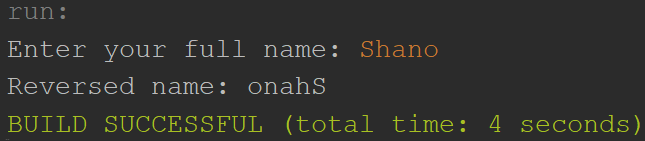 run:
Enter your full name: Shano
Reversed name: onahS
BUILD SUCCESSFUL (total time: 4 seconds)